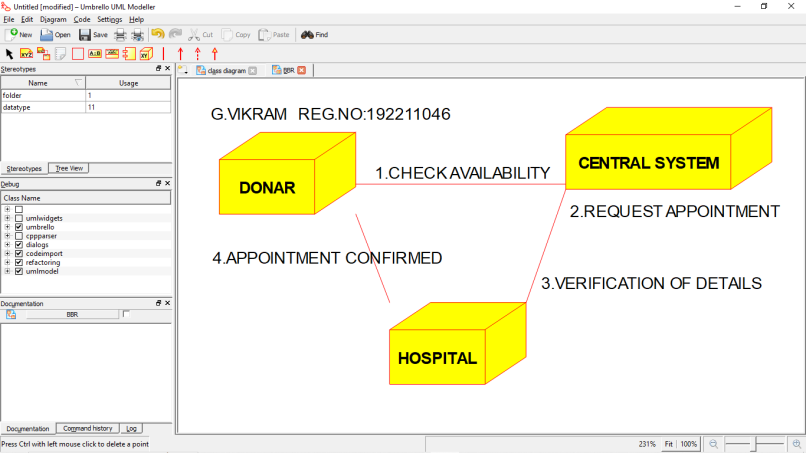 Untitled [modified] – Umbrello UML Modeller
File Edit Diagram Code Settings Help
New Open Save Undo Cut Copy Paste Find
Stereotypes
Name Usage
folder 1
datatype 11
Stereotypes Tree View
Debug
Class Name
umlwidgets
umbrello
cppparser
dialogs
codeimport
refactoring
umlmodel
Documentation
BBR
Documentation Command history Log
Press Ctrl with left mouse click to delete a point
class diagram BBR
G.VIKRAM REG.NO:192211046
1.CHECK AVAILABILITY
CENTRAL SYSTEM
DONAR
2.REQUEST APPOINTMENT
4.APPOINTMENT CONFIRMED
3.VERIFICATION OF DETAILS
HOSPITAL
231% Fit 100%